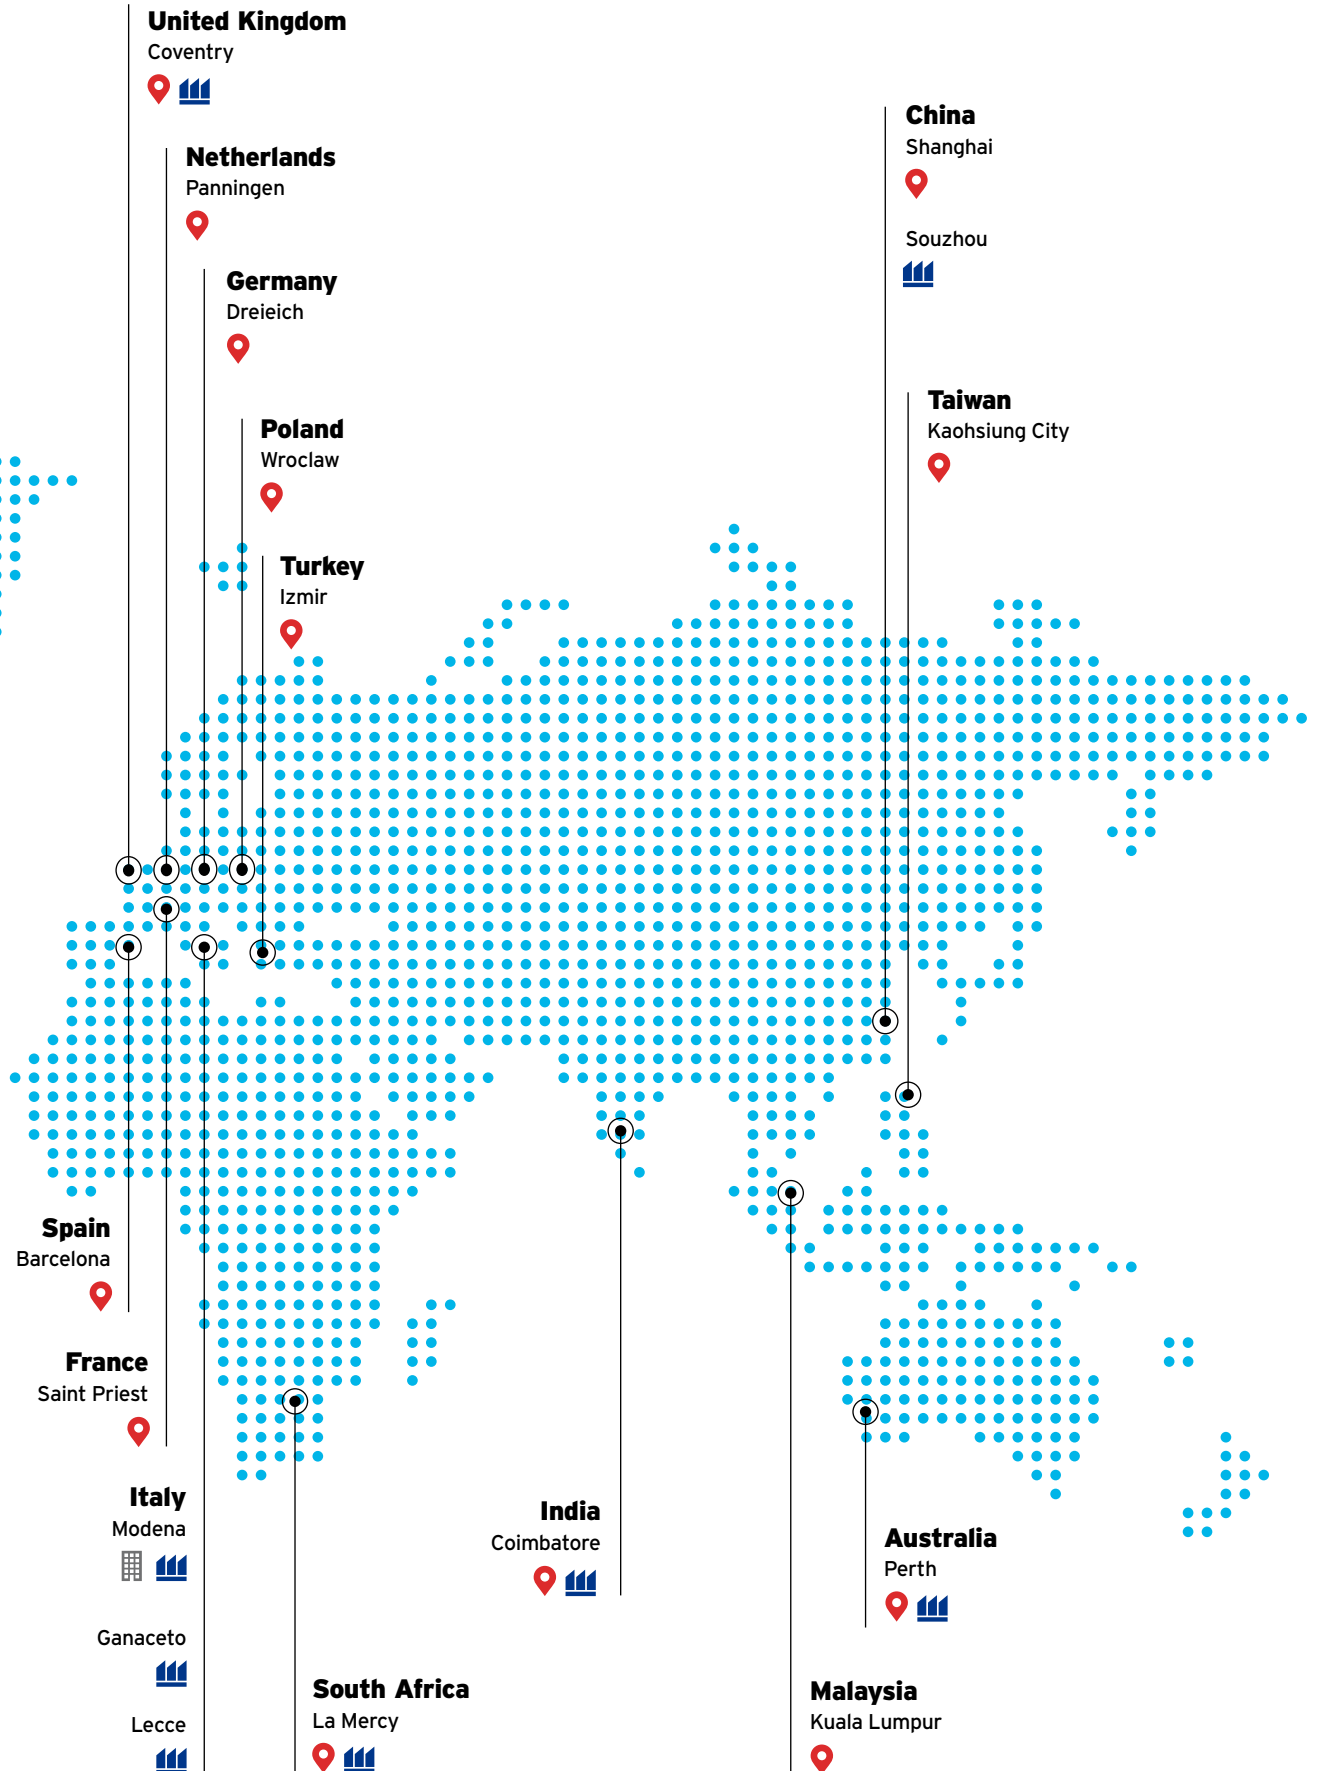 United Kingdom
Coventry
Netherlands
Panningen
Germany
Dreieich
Poland
Wroclaw
Turkey
Izmir
China
Shanghai
Souzhou
Taiwan
Kaohsiung City
Spain
Barcelona
France
Saint Priest
Italy
Modena
Ganaceto
Lecce
South Africa
La Mercy
India
Coimbatore
Australia
Perth
Malaysia
Kuala Lumpur